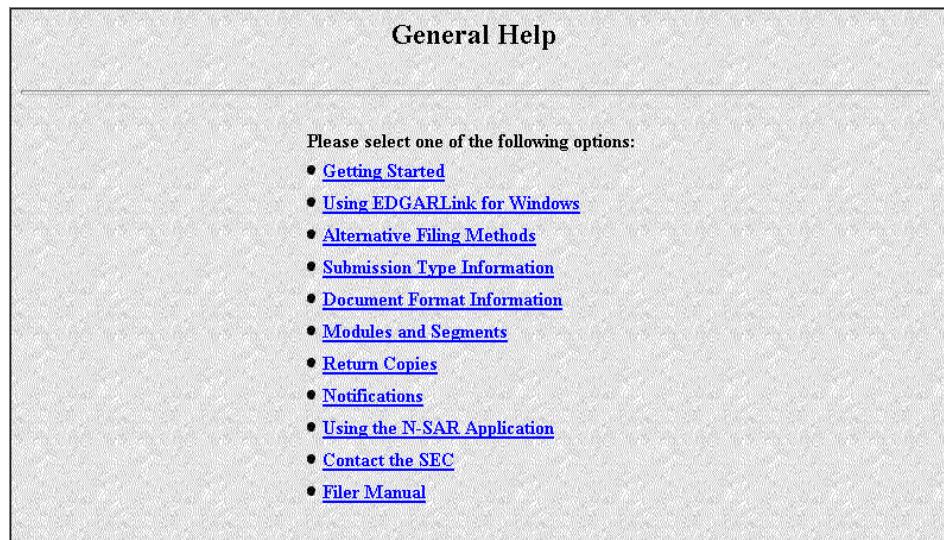 General Help
Please select one of the following options:
Getting Started
Using EDGARLink for Windows
Alternative Filing Methods
Submission Type Information
Document Format Information
Modules and Segments
Return Copies
Notifications
Using the N-SAR Application
Contact the SEC
Filer Manual